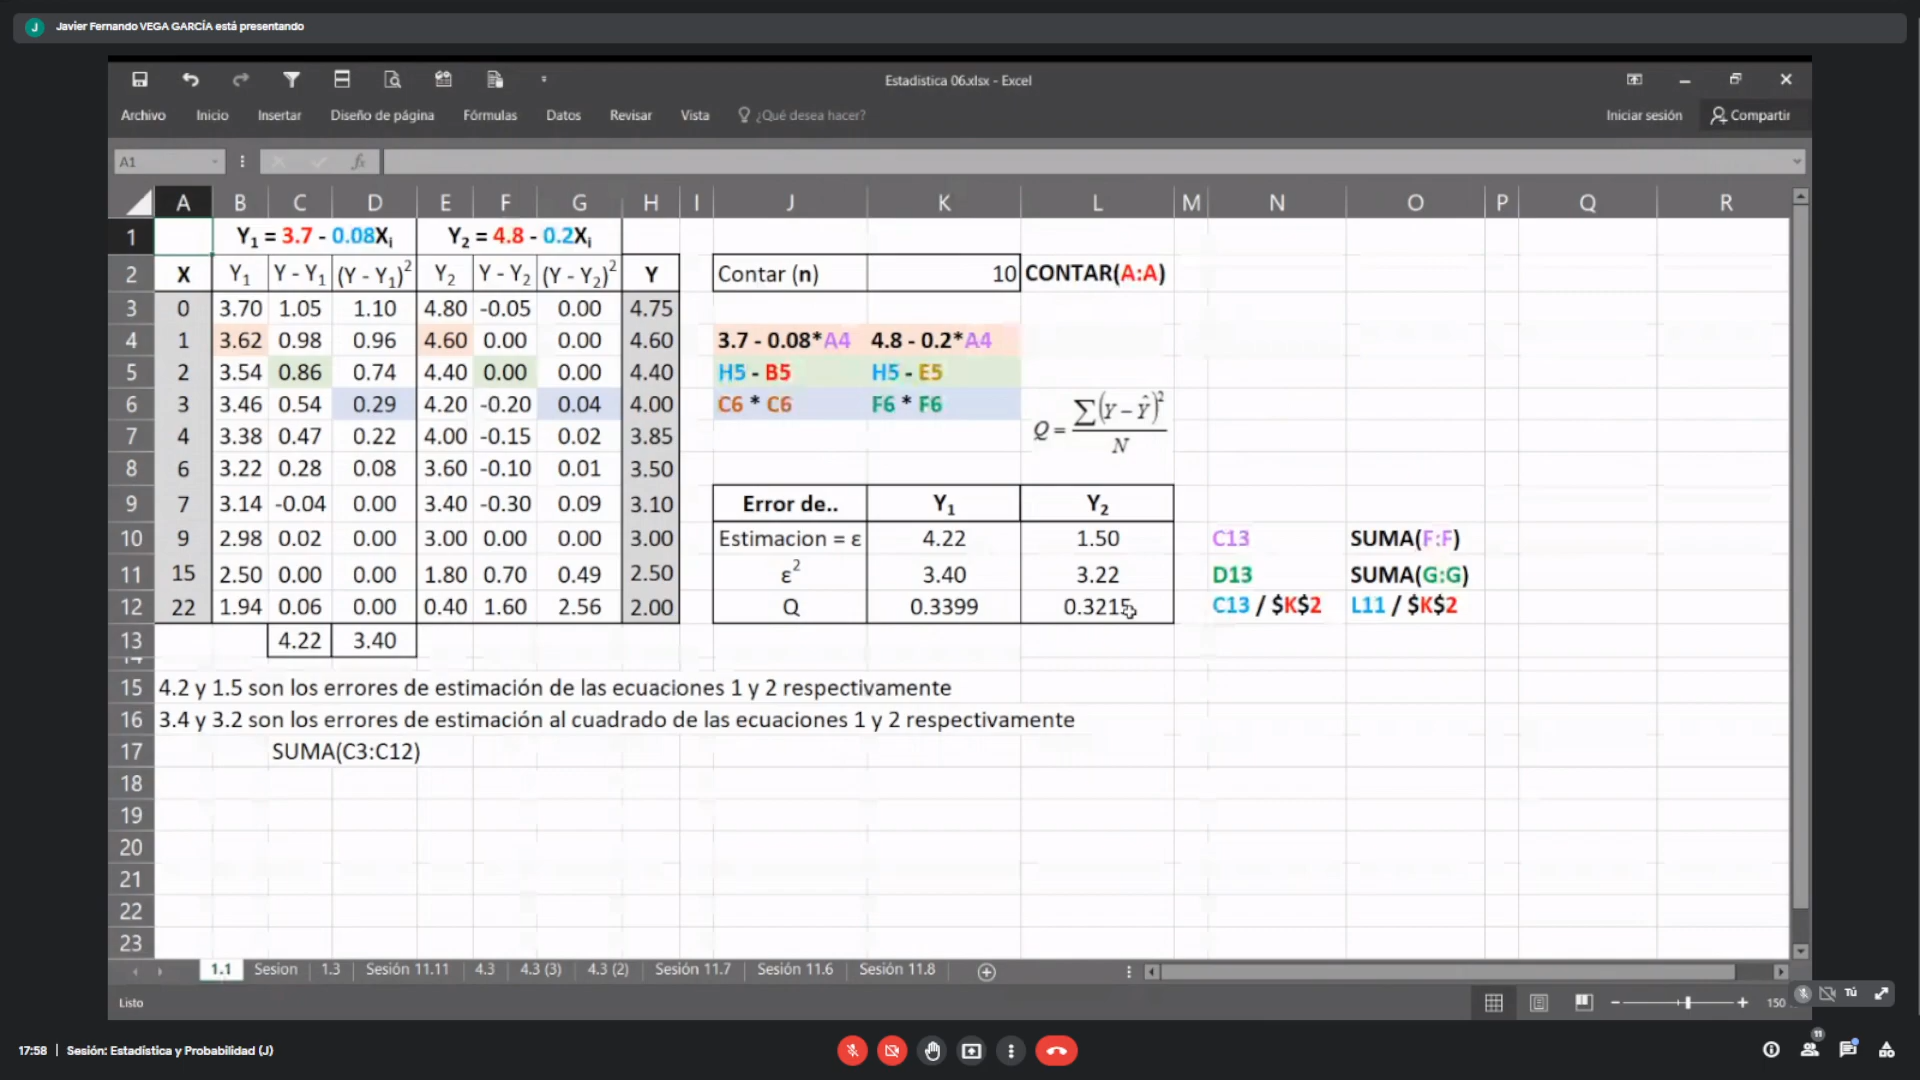 J Javier Fernando VEGA GARCÍA está presentando
Estadistica 06.xlsx - Excel
Archivo Inicio Insertar Diseño de página Fórmulas Datos Revisar Vista ¿Qué desea hacer? Iniciar sesión Compartir
A1 fx
A B C D E F G H I J K L M N O P Q R
1 Y₁ = 3.7 - 0.08Xᵢ Y₂ = 4.8 - 0.2Xᵢ
2 X Y₁ Y - Y₁ (Y - Y₁)² Y₂ Y - Y₂ (Y - Y₂)² Y Contar (n) 10 CONTAR(A:A)
3 0 3.70 1.05 1.10 4.80 -0.05 0.00 4.75
4 1 3.62 0.98 0.96 4.60 0.00 0.00 4.60 3.7 - 0.08*A4 4.8 - 0.2*A4
5 2 3.54 0.86 0.74 4.40 0.00 0.00 4.40 H5 - B5 H5 - E5
6 3 3.46 0.54 0.29 4.20 -0.20 0.04 4.00 C6 * C6 F6 * F6
Q = ∑(Y – Ŷ)² / N
7 4 3.38 0.47 0.22 4.00 -0.15 0.02 3.85
8 6 3.22 0.28 0.08 3.60 -0.10 0.01 3.50
9 7 3.14 -0.04 0.00 3.40 -0.30 0.09 3.10 Error de.. Y₁ Y₂
10 9 2.98 0.02 0.00 3.00 0.00 0.00 3.00 Estimacion = ε 4.22 1.50 C13 SUMA(F:F)
11 15 2.50 0.00 0.00 1.80 0.70 0.49 2.50 ε² 3.40 3.22 D13 SUMA(G:G)
12 22 1.94 0.06 0.00 0.40 1.60 2.56 2.00 Q 0.3399 0.3215 C13 / $K$2 L11 / $K$2
13 4.22 3.40
14
15 4.2 y 1.5 son los errores de estimación de las ecuaciones 1 y 2 respectivamente
16 3.4 y 3.2 son los errores de estimación al cuadrado de las ecuaciones 1 y 2 respectivamente
17 SUMA(C3:C12)
18
19
20
21
22
23
1.1 Sesion 1.3 Sesión 11.11 4.3 4.3 (3) 4.3 (2) Sesión 11.7 Sesión 11.6 Sesión 11.8
Listo 150 Tú
17:58 | Sesión: Estadística y Probabilidad (J) 11